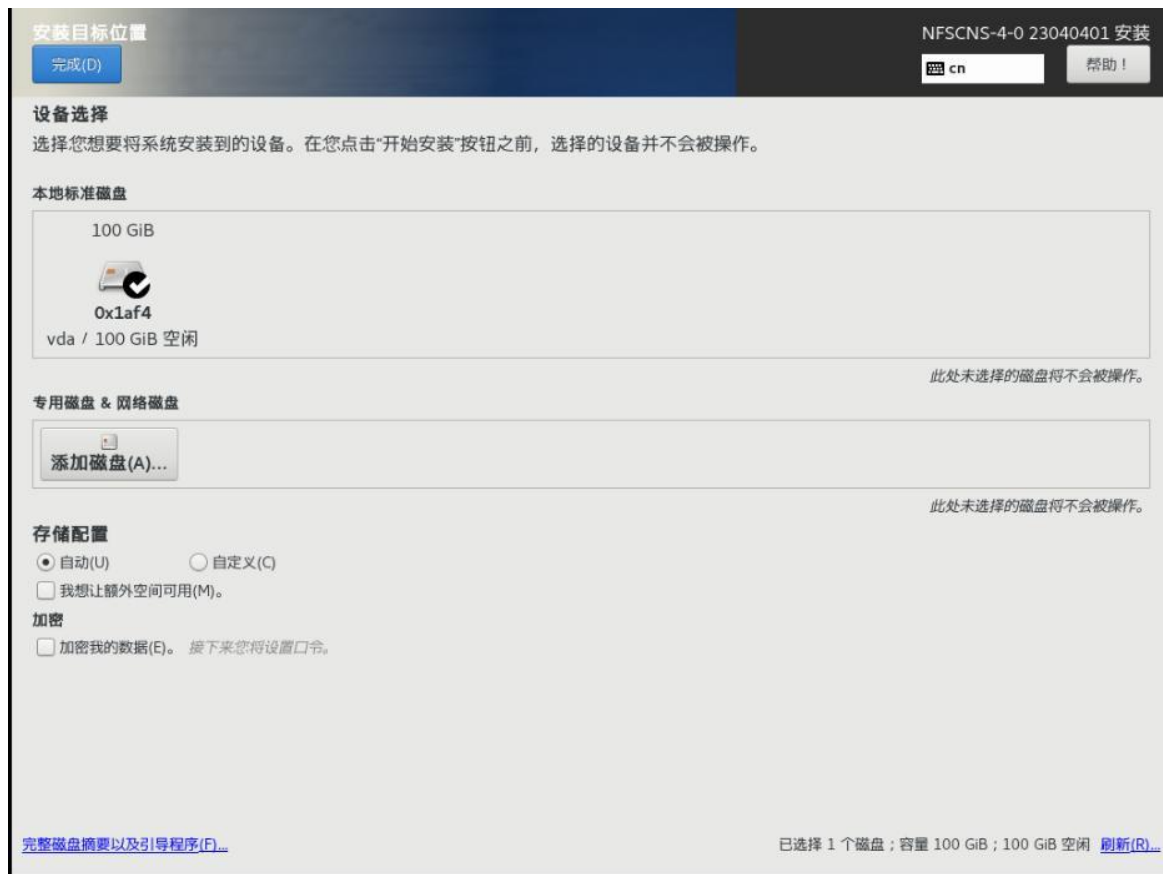 安装目标位置
NFSCNS-4-0 23040401 安装
完成(D)
cn
帮助！
设备选择
选择您想要将系统安装到的设备。在您点击“开始安装”按钮之前，选择的设备并不会被操作。
本地标准磁盘
100 GiB
0x1af4
vda / 100 GiB 空闲
此处未选择的磁盘将不会被操作。
专用磁盘 & 网络磁盘
添加磁盘(A)...
此处未选择的磁盘将不会被操作。
存储配置
自动(U) 自定义(C)
我想让额外空间可用(M)。
加密
加密我的数据(E)。 接下来您将设置口令。
完整磁盘摘要以及引导程序(F)... 已选择 1 个磁盘；容量 100 GiB；100 GiB 空闲 刷新(R)...